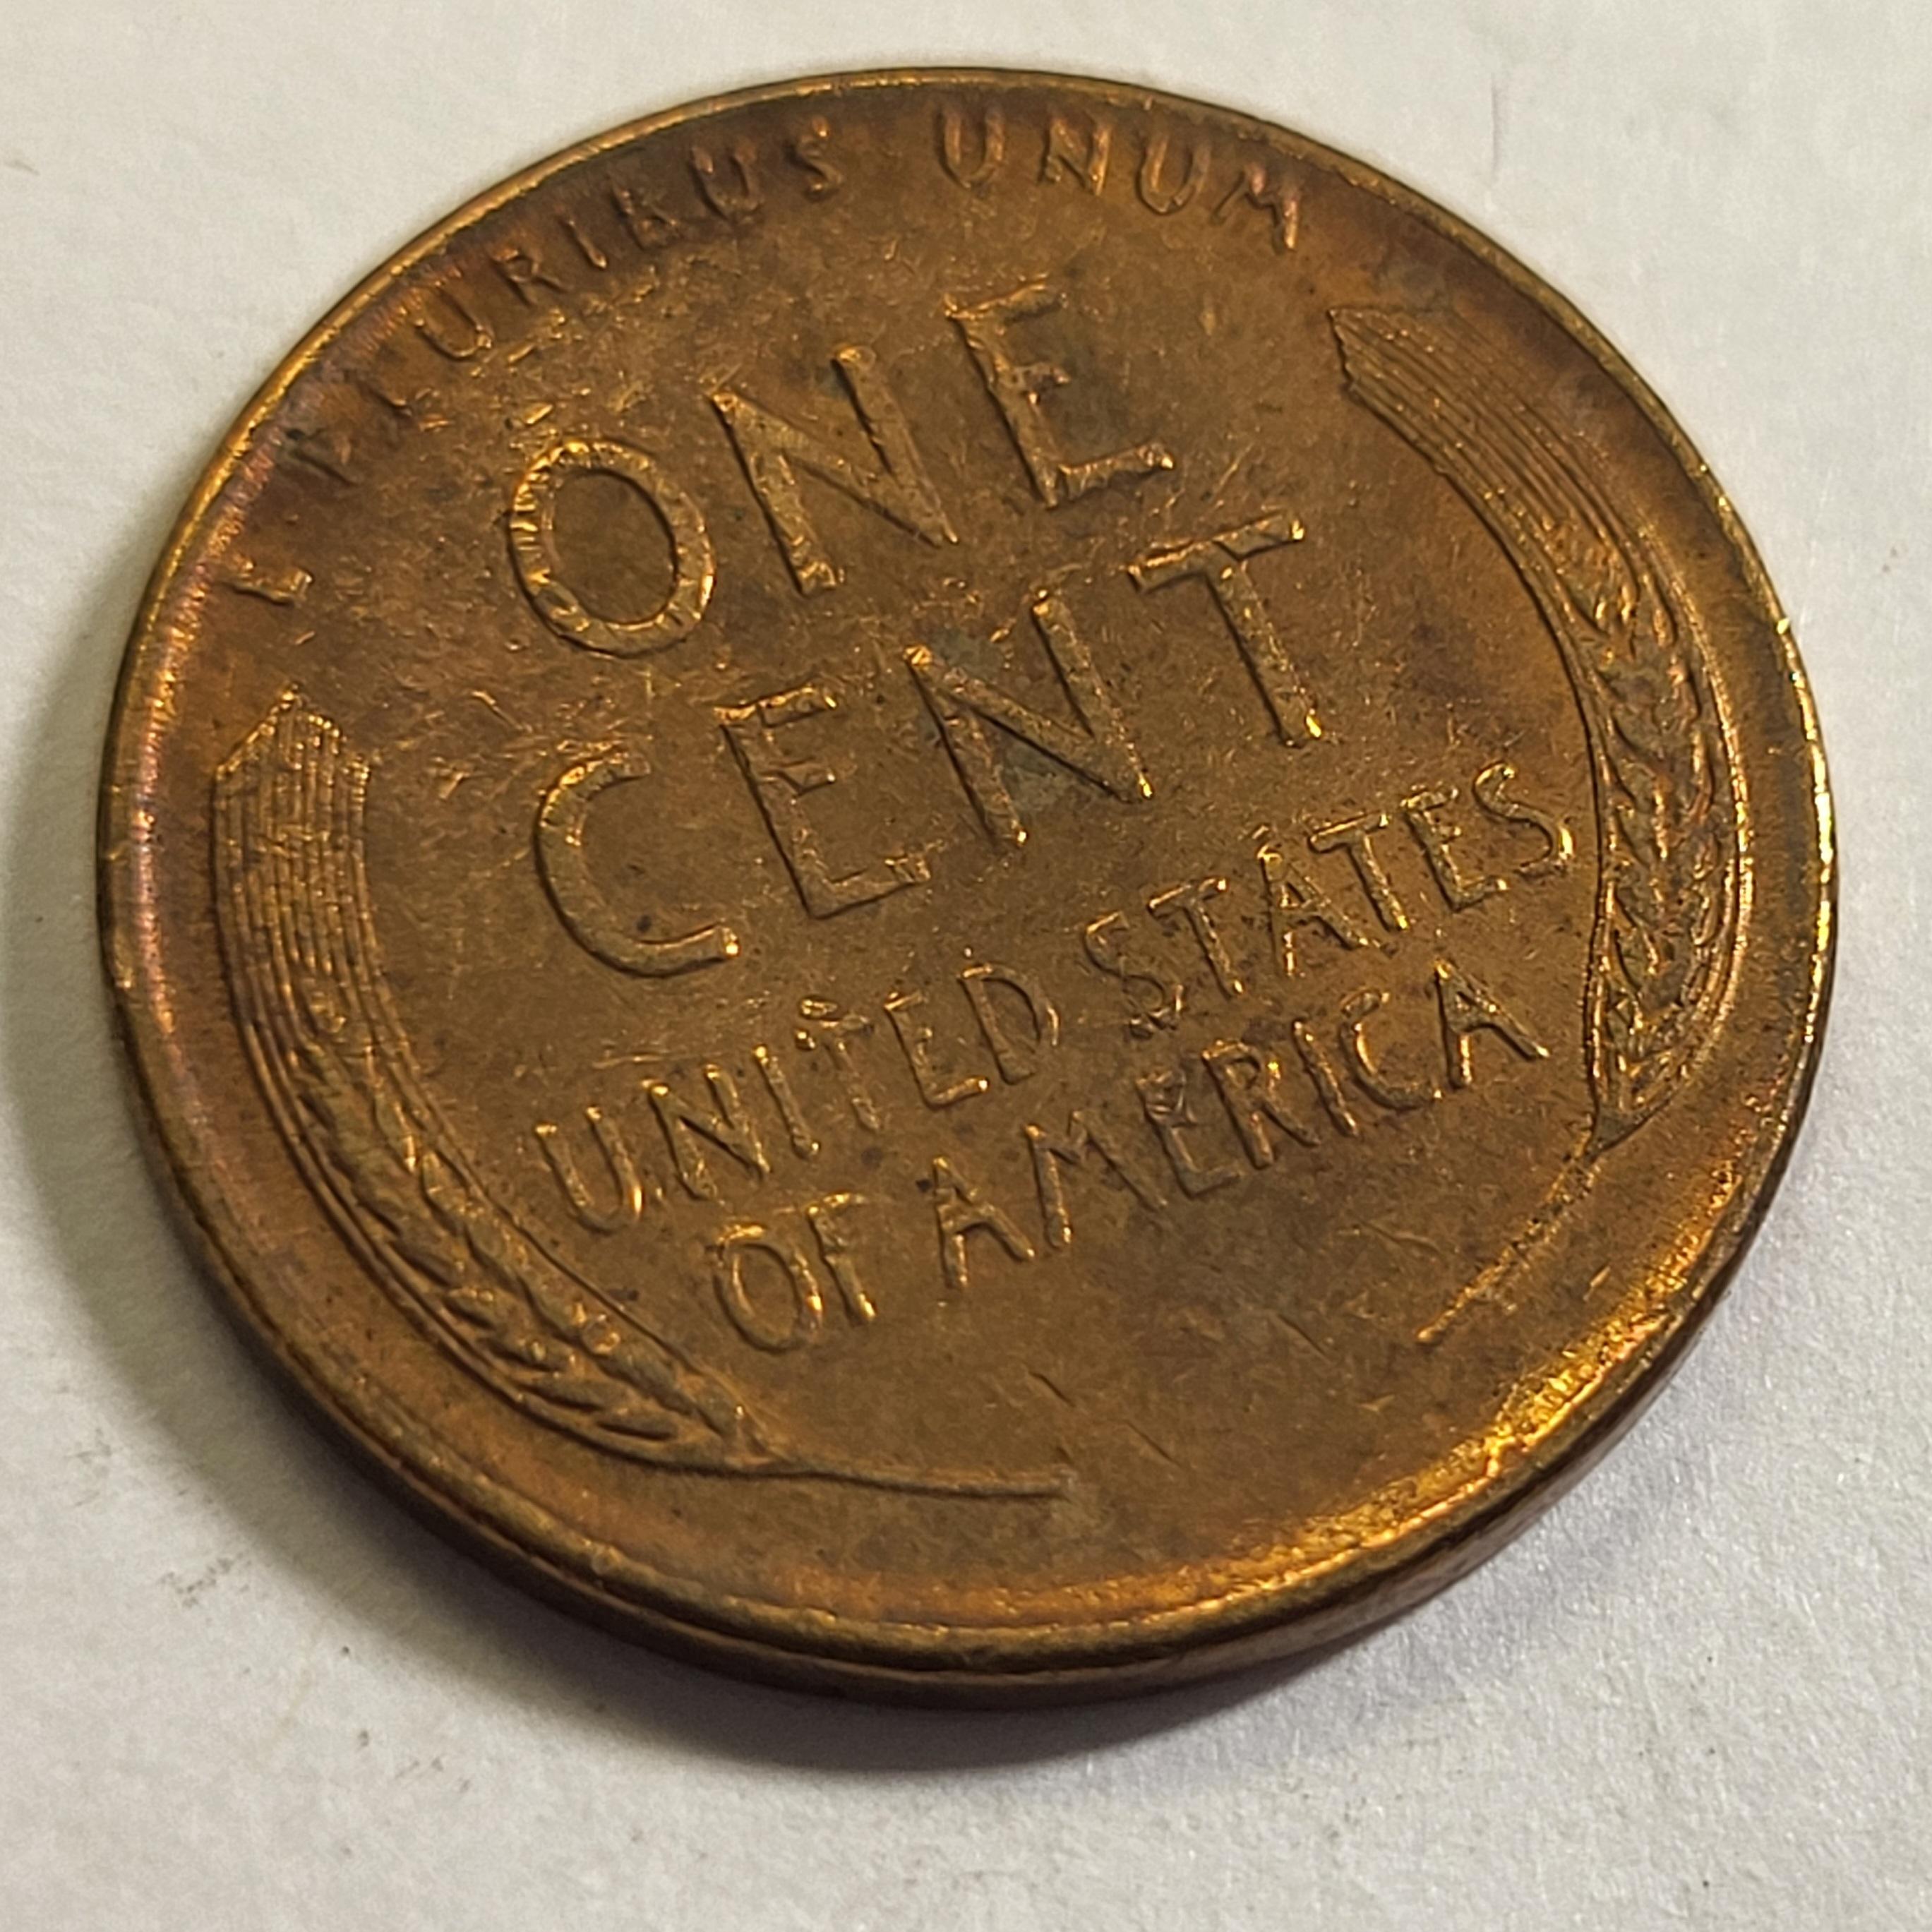 E PLURIBUS UNUM
ONE
CENT
UNITED STATES
OF AMERICA